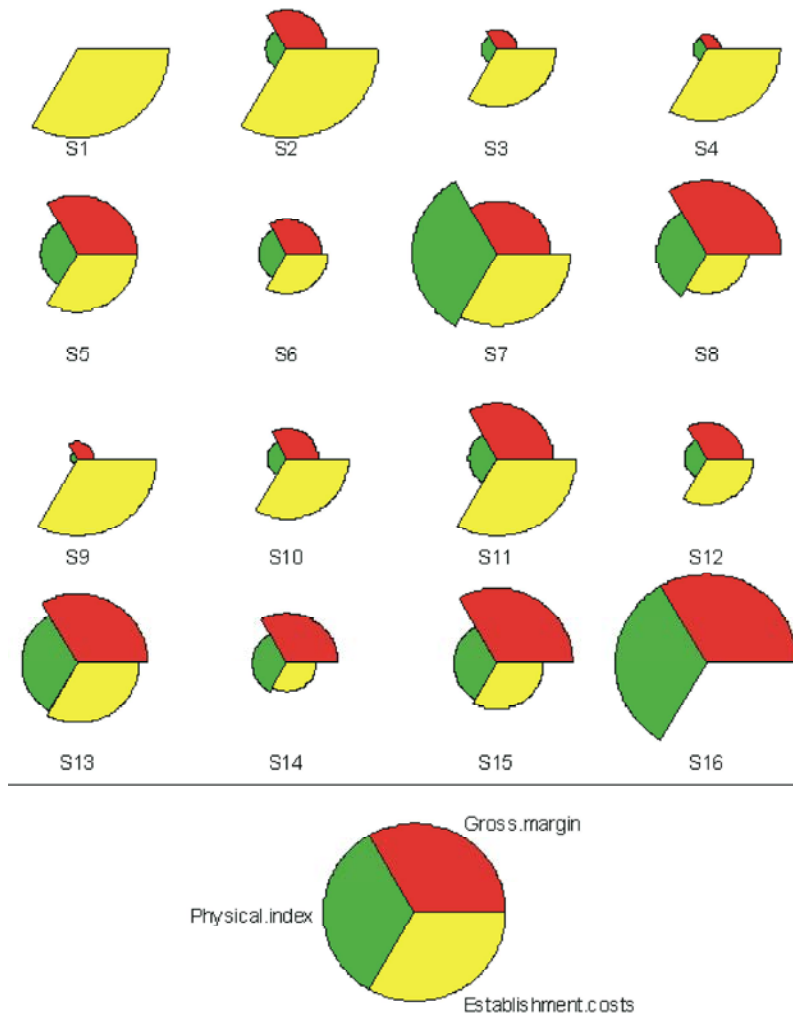 S1 S2 S3 S4
S5 S6 S7 S8
S9 S10 S11 S12
S13 S14 S15 S16
Gross.margin
Physical.index
Establishment.costs